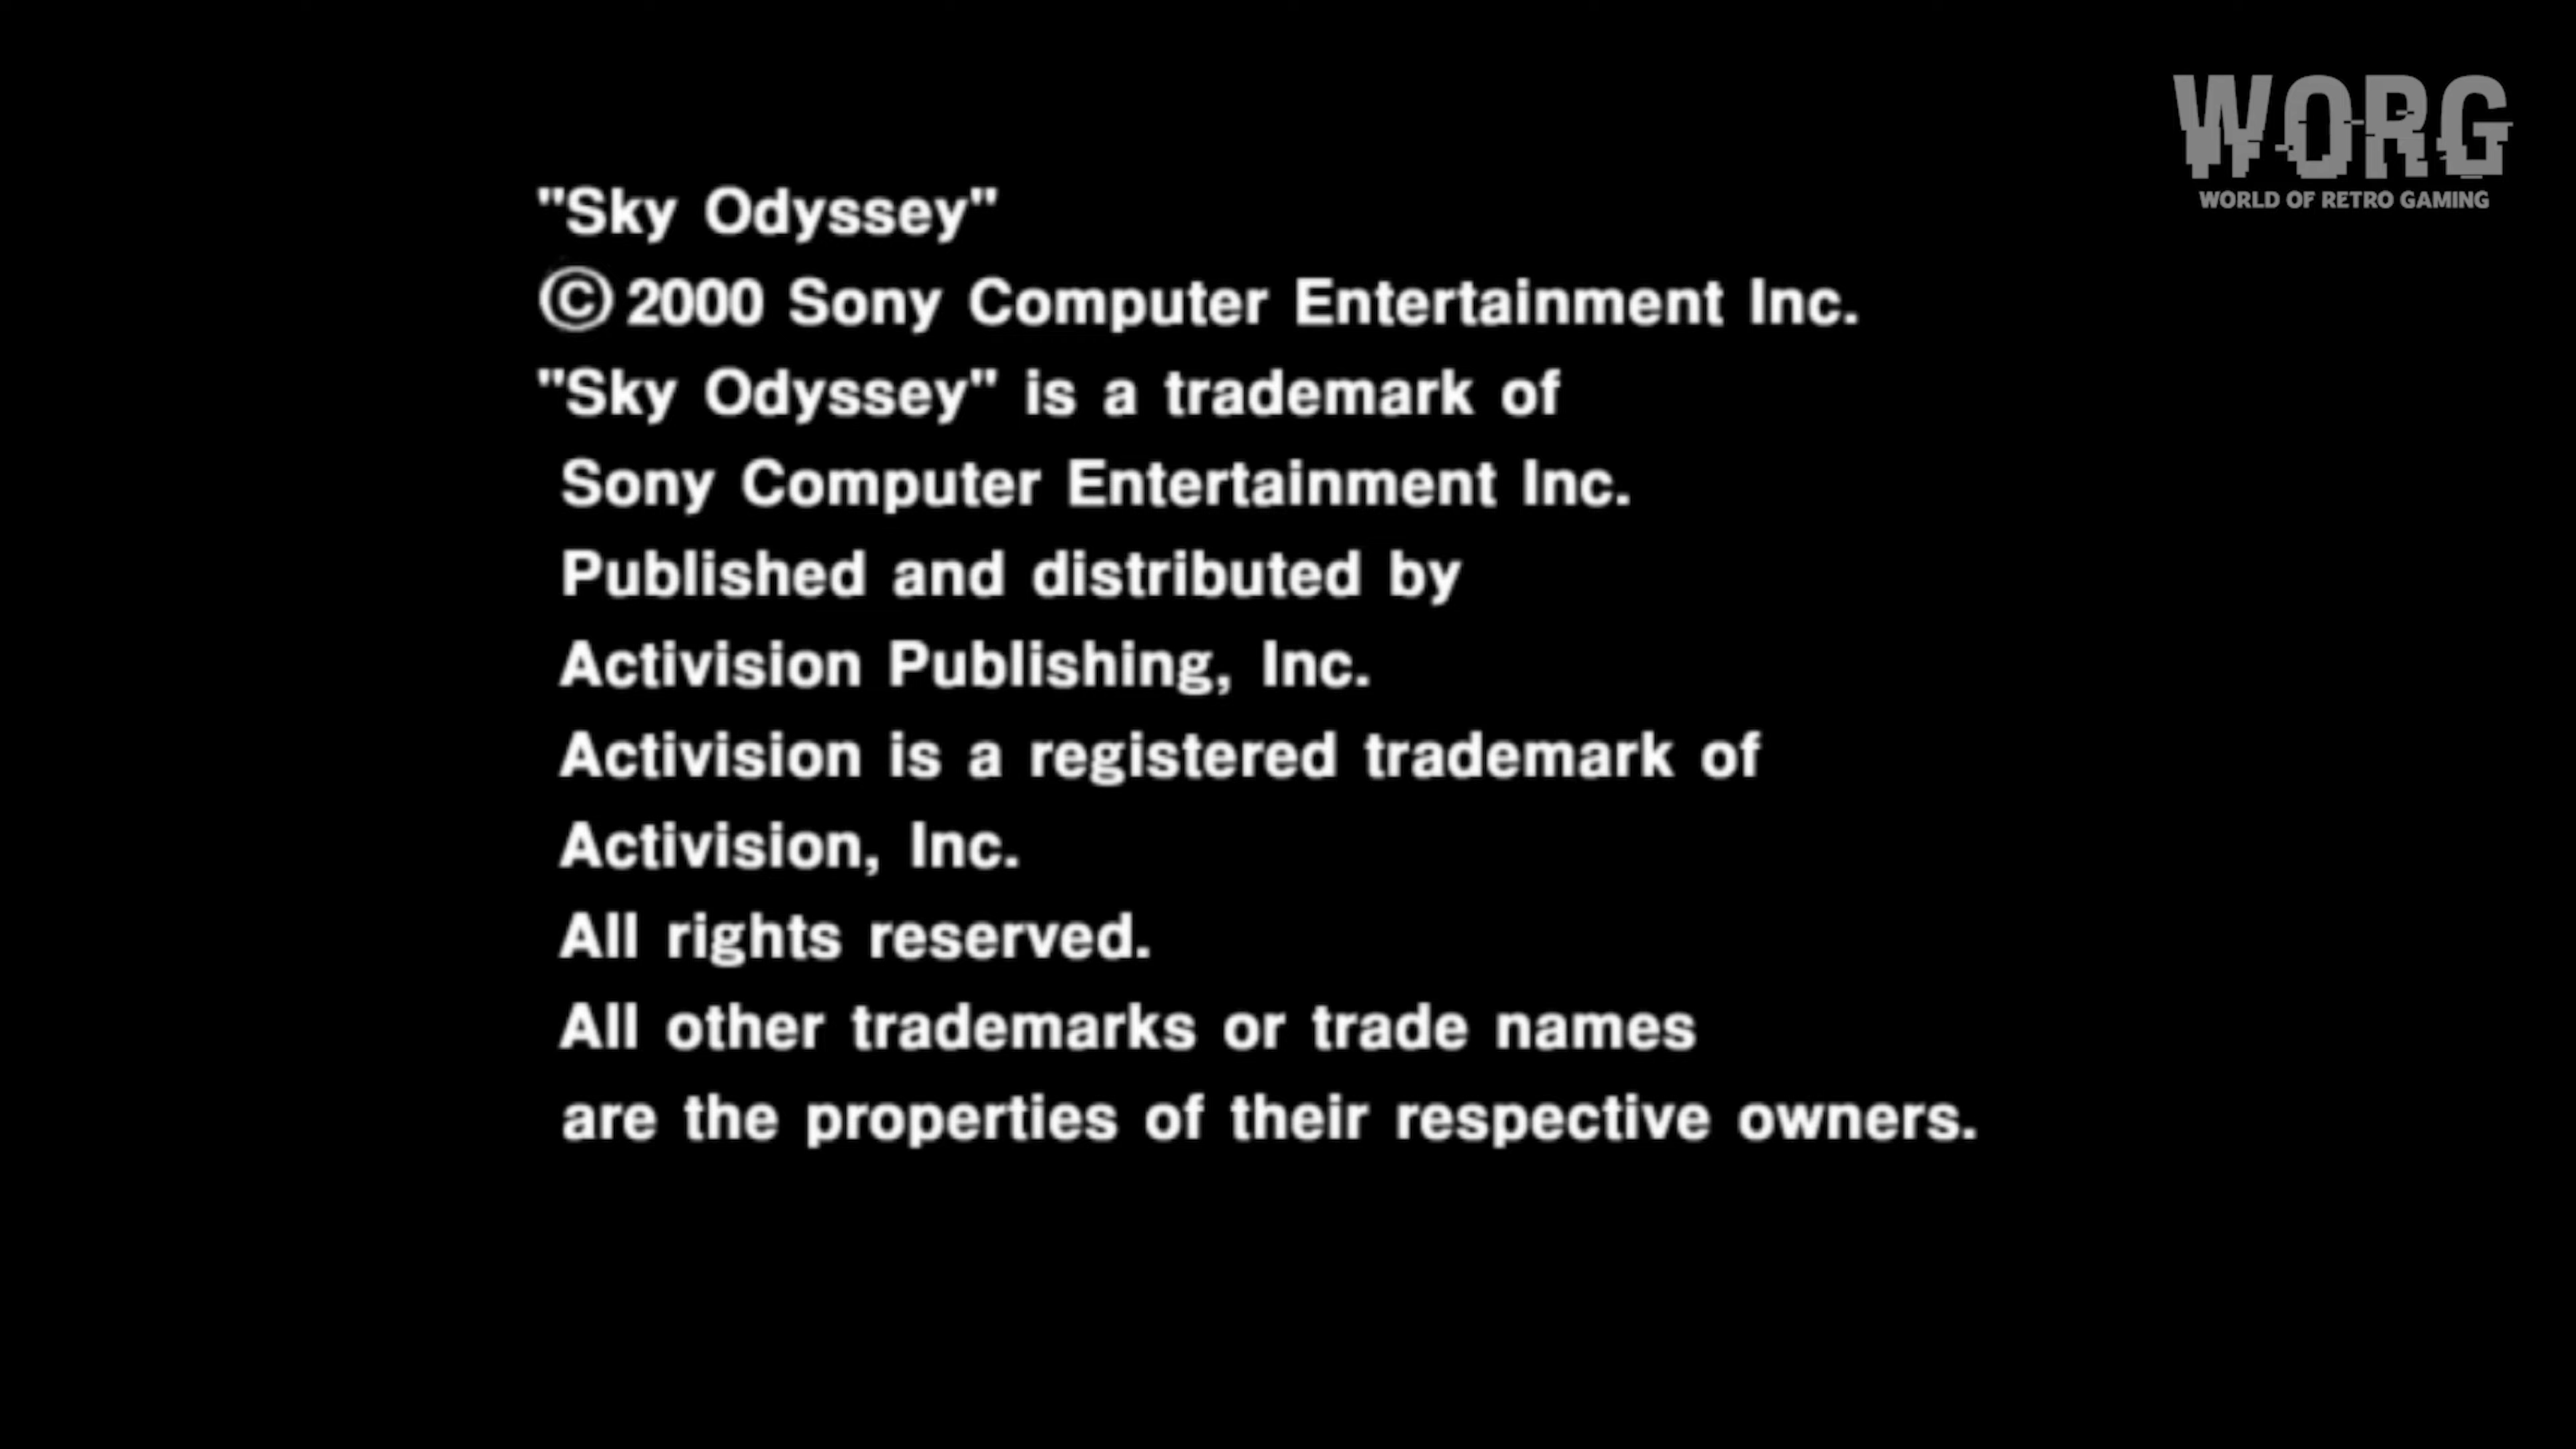 WORG
WORLD OF RETRO GAMING
"Sky Odyssey"
© 2000 Sony Computer Entertainment Inc.
"Sky Odyssey" is a trademark of
Sony Computer Entertainment Inc.
Published and distributed by
Activision Publishing, Inc.
Activision is a registered trademark of
Activision, Inc.
All rights reserved.
All other trademarks or trade names
are the properties of their respective owners.